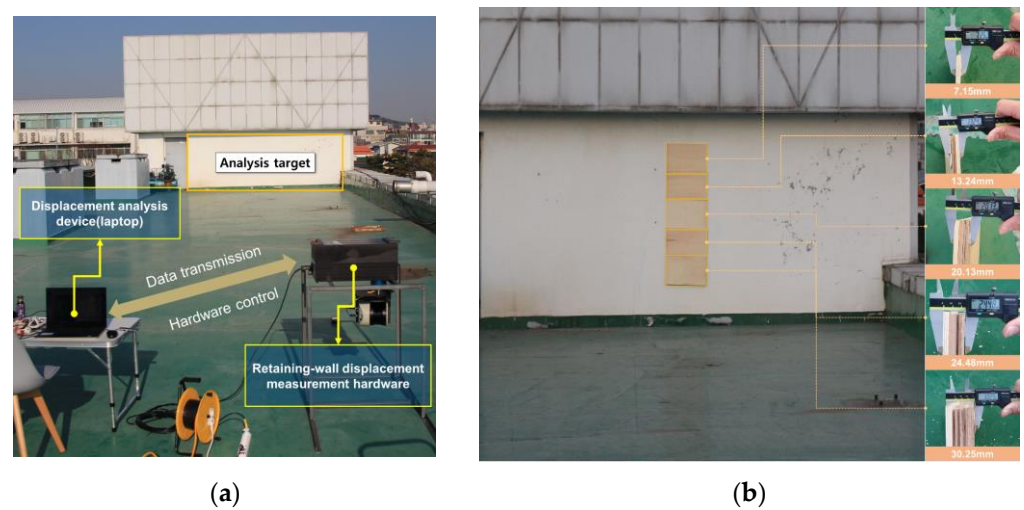 Analysis target
Displacement analysis
device(laptop)
Data transmission
Hardware control
Retaining-wall displacement
measurement hardware
(a)
7.15mm
13.24mm
20.13mm
24.48mm
30.25mm
(b)